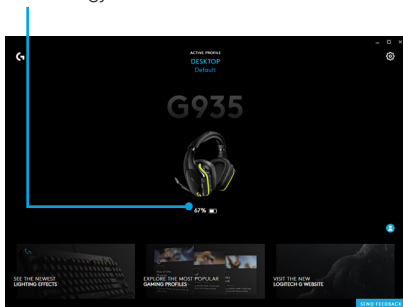 ACTIVE PROFILE
DESKTOP
Default
G935
67%
SEE THE NEWEST
LIGHTING EFFECTS
EXPLORE THE MOST POPULAR
GAMING PROFILES
VISIT THE NEW
LOGITECH G WEBSITE
SEND FEEDBACK